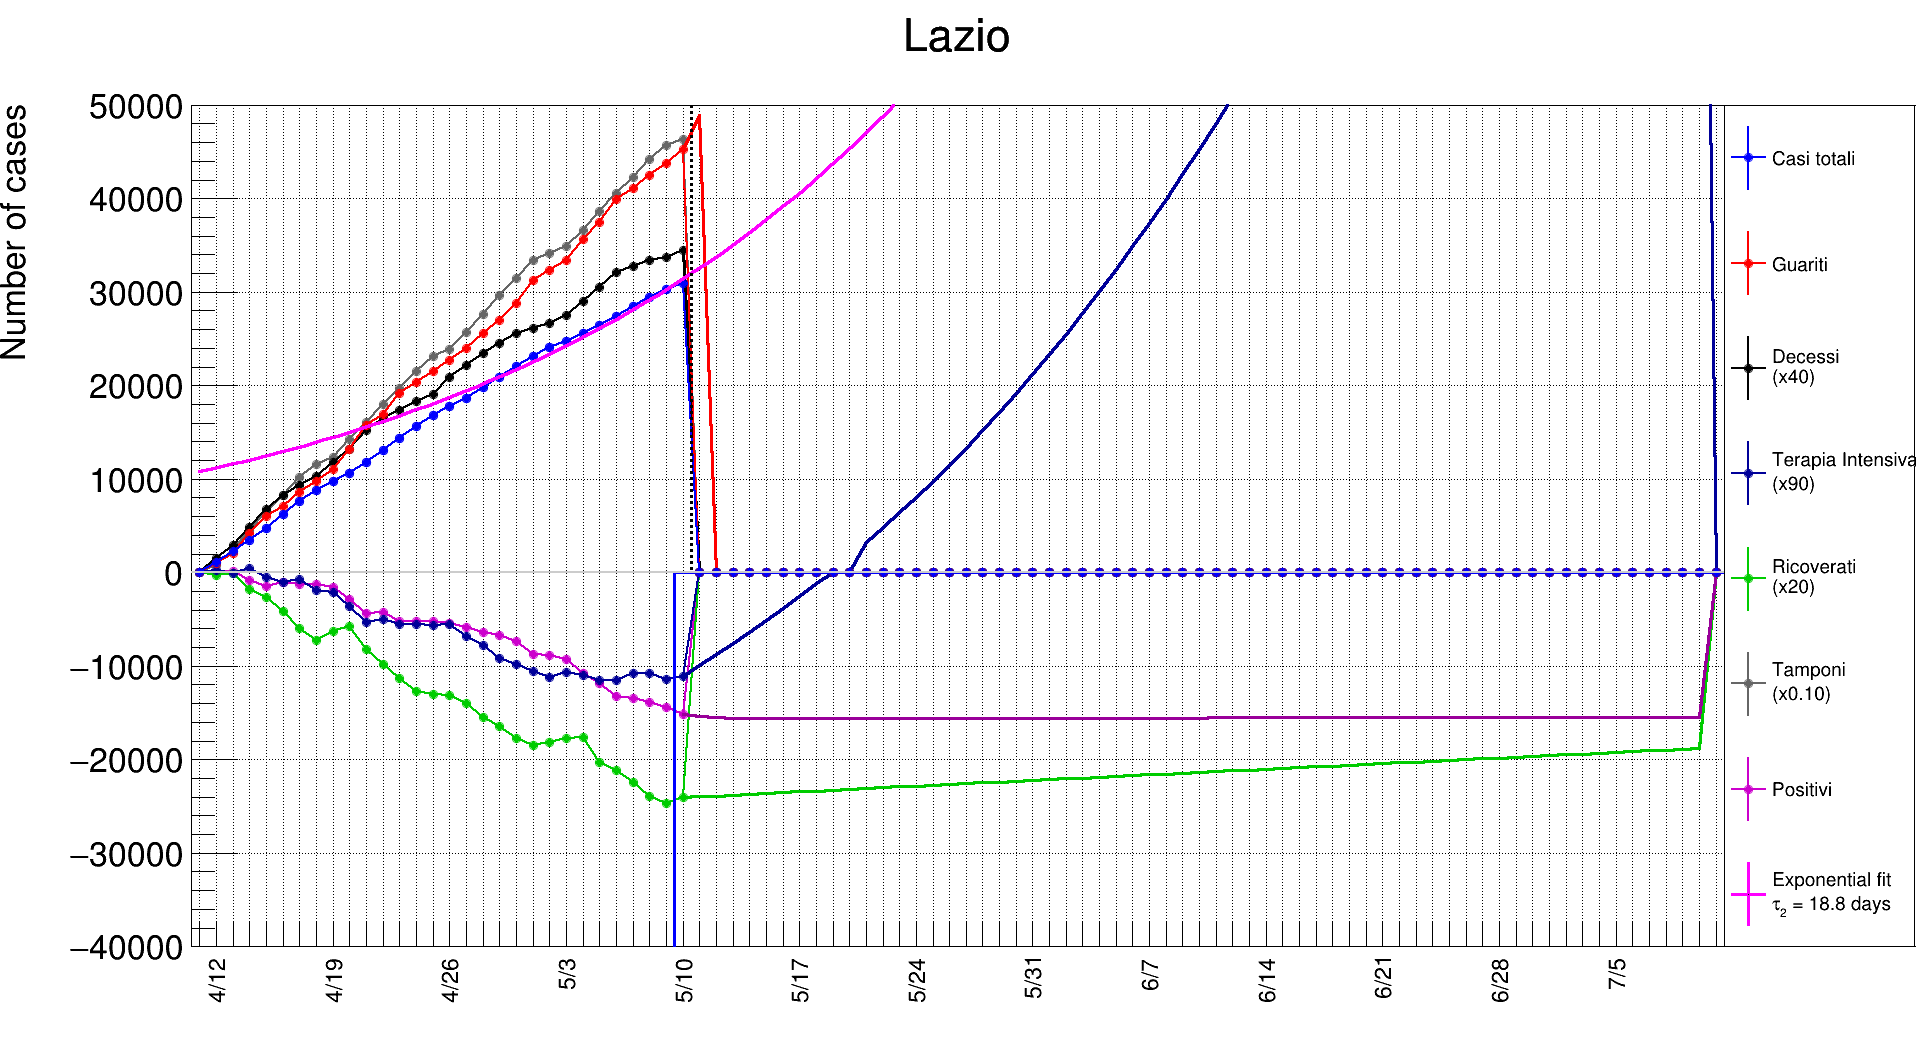 Lazio
Number of cases
50000
40000
30000
20000
10000
0
−10000
−20000
−30000
−40000
4/12
4/19
4/26
5/3
5/10
5/17
5/24
5/31
6/7
6/14
6/21
6/28
7/5
Casi totali
Guariti
Decessi
(x40)
Terapia Intensiva
(x90)
Ricoverati
(x20)
Tamponi
(x0.10)
Positivi
Exponential fit
τ2 = 18.8 days